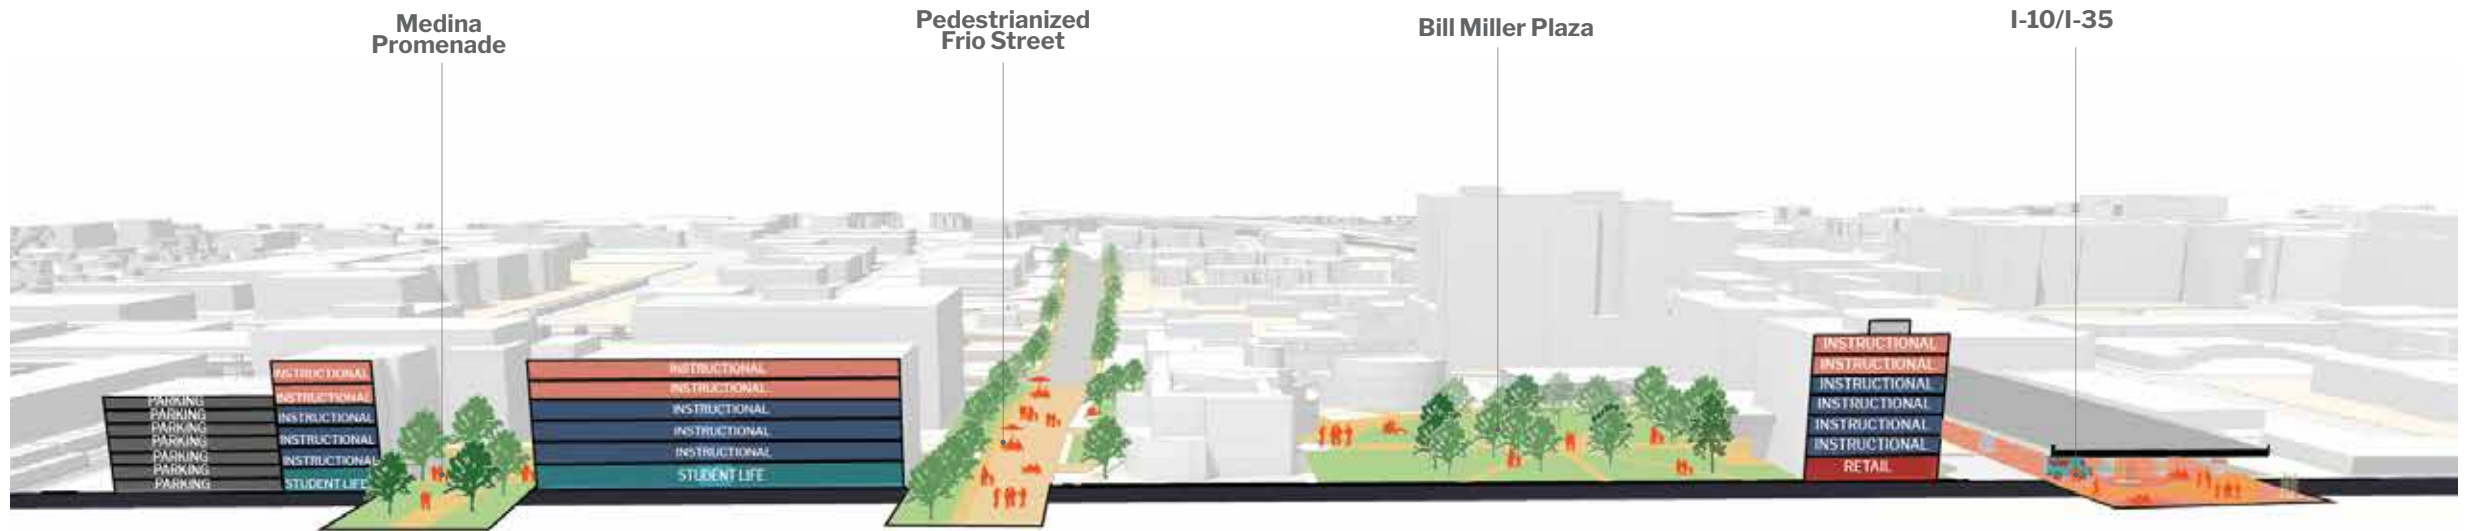 Medina
Promenade
Pedestrianized
Frio Street
Bill Miller Plaza
I-10/I-35
PARKING
PARKING
PARKING
PARKING
PARKING
PARKING
PARKING
INSTRUCTIONAL
INSTRUCTIONAL
INSTRUCTIONAL
INSTRUCTIONAL
INSTRUCTIONAL
STUDENT LIFE
INSTRUCTIONAL
INSTRUCTIONAL
INSTRUCTIONAL
INSTRUCTIONAL
INSTRUCTIONAL
STUDENT LIFE
INSTRUCTIONAL
INSTRUCTIONAL
INSTRUCTIONAL
INSTRUCTIONAL
INSTRUCTIONAL
INSTRUCTIONAL
RETAIL